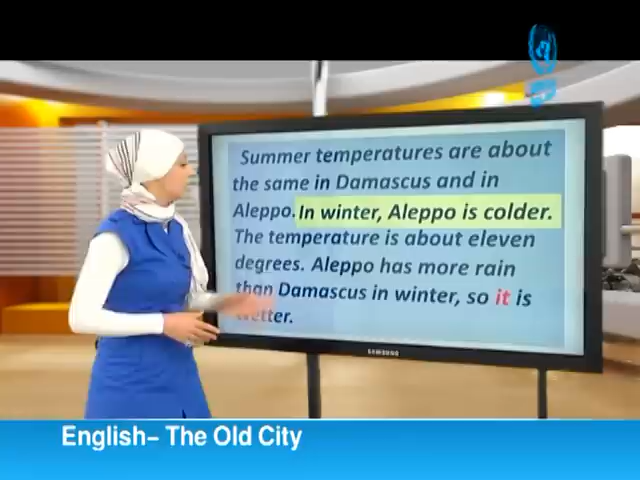 Summer temperatures are about
the same in Damascus and in
Aleppo. In winter, Aleppo is colder.
The temperature is about eleven
degrees. Aleppo has more rain
than Damascus in winter, so it is
wetter.
SAMSUNG
English– The Old City